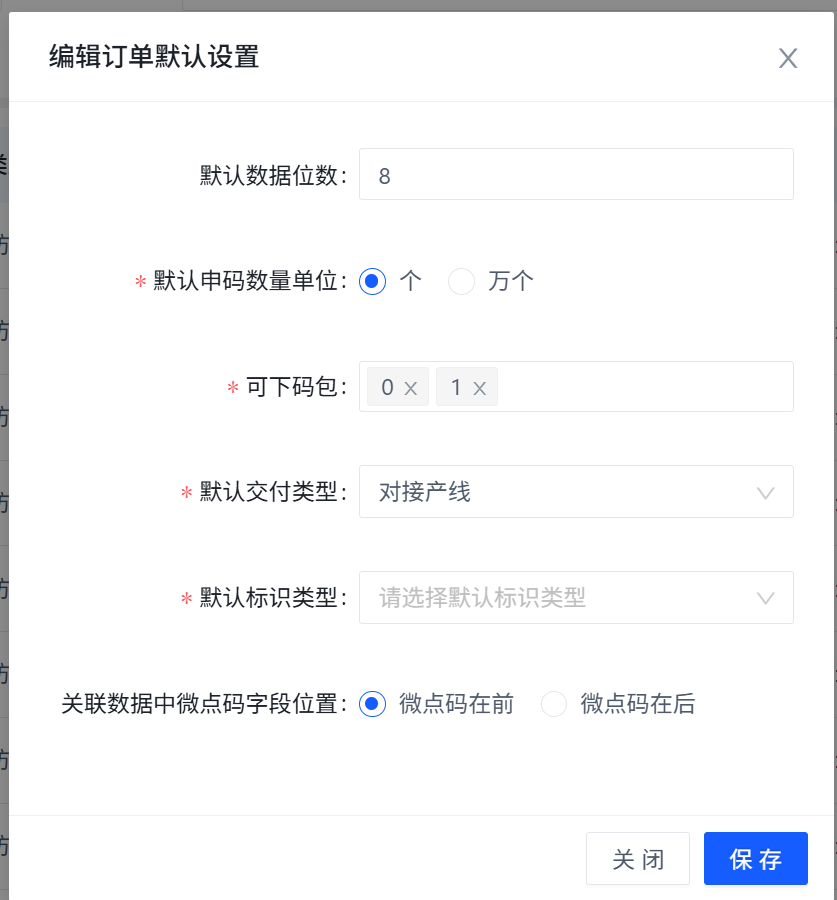 编辑订单默认设置
默认数据位数: 8
* 默认申码数量单位: 个 万个
* 可下码包: 0 1
* 默认交付类型: 对接产线
* 默认标识类型: 请选择默认标识类型
关联数据中微点码字段位置: 微点码在前 微点码在后
关 闭 保 存